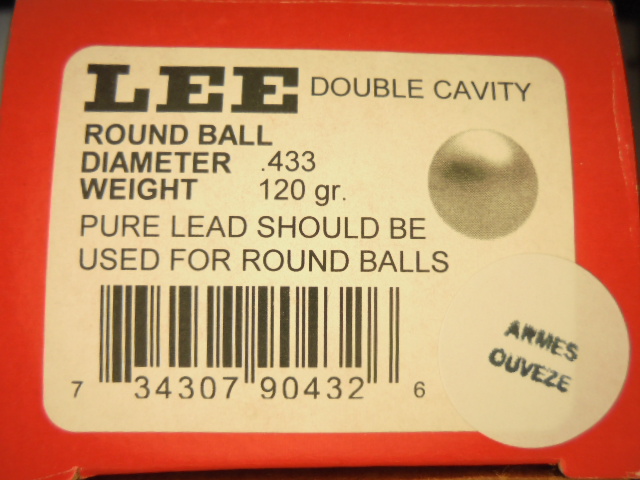 LEE DOUBLE CAVITY
ROUND BALL
DIAMETER .433
WEIGHT 120 gr.
PURE LEAD SHOULD BE
USED FOR ROUND BALLS
7 34307 90432 6
ARMES
OUVEZE